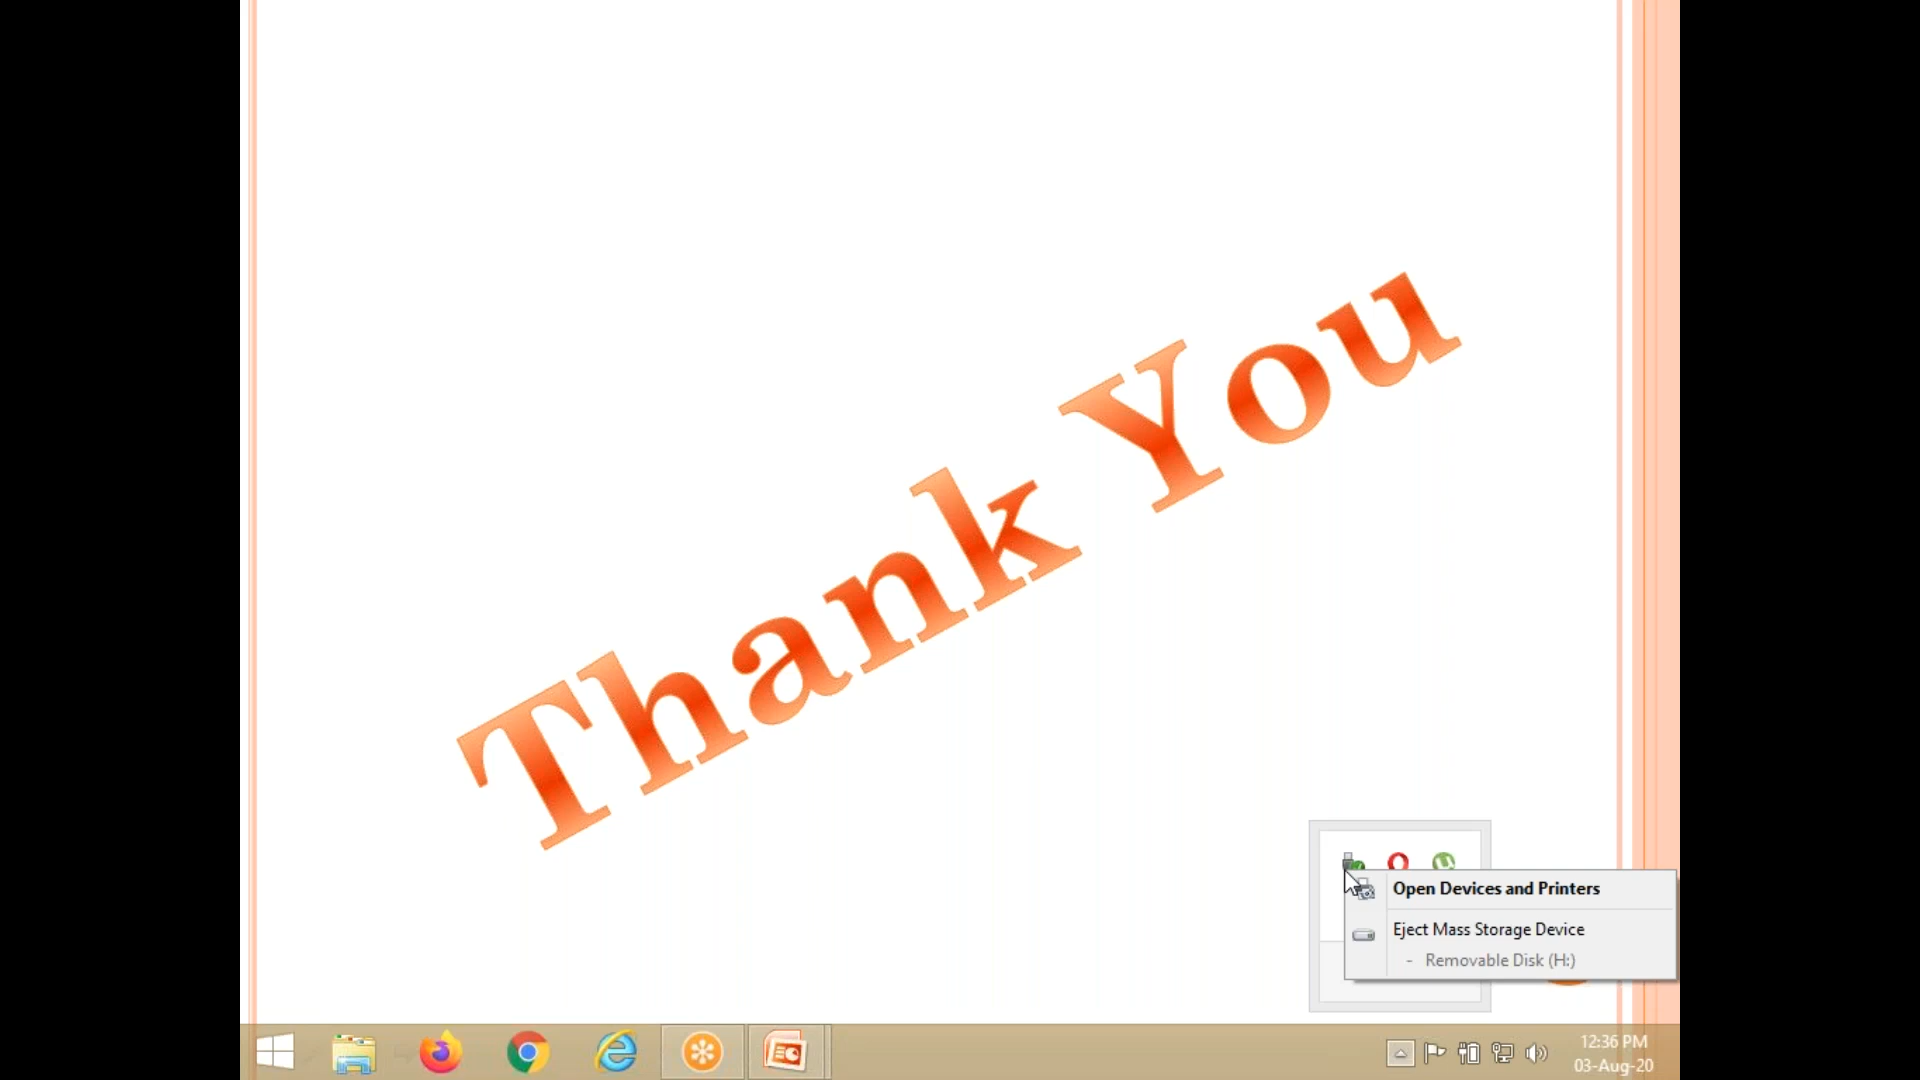 Thank You
Open Devices and Printers
Eject Mass Storage Device
- Removable Disk (H:)
12:36 PM
03-Aug-20